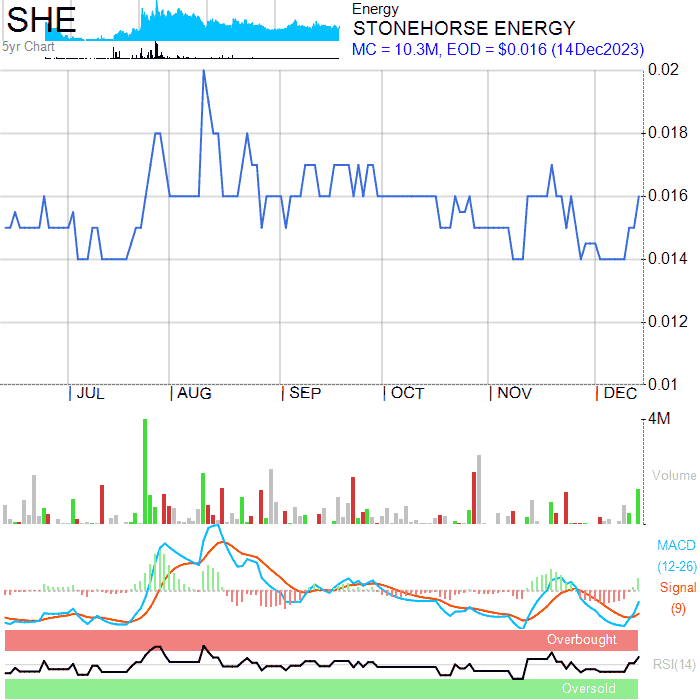 SHE
5yr Chart
Energy
STONEHORSE ENERGY
MC = 10.3M, EOD = $0.016 (14Dec2023)
0.02
0.018
0.016
0.014
0.012
0.01
JUL
AUG
SEP
OCT
NOV
DEC
4M
Volume
MACD
(12-26)
Signal
(9)
Overbought
RSI(14)
Oversold